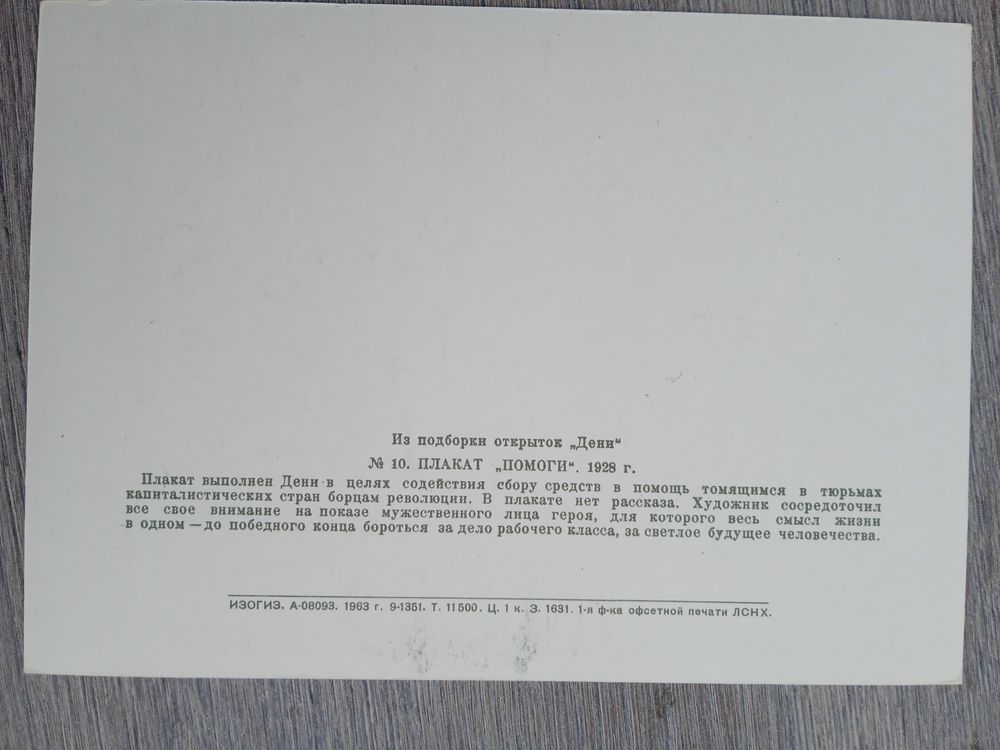 Из подборки открыток „Дени“
№ 10. ПЛАКАТ „ПОМОГИ“. 1928 г.
Плакат выполнен Дени в целях содействия сбору средств в помощь томящимся в тюрьмах
капиталистических стран борцам революции. В плакате нет рассказа. Художник сосредоточил
все свое внимание на показе мужественного лица героя, для которого весь смысл жизни
в одном — до победного конца бороться за дело рабочего класса, за светлое будущее человечества.
ИЗОГИЗ. А-08093. 1963 г. 9-1351. Т. 11500. Ц. 1 к. З. 1631. 1-я ф-ка офсетной печати ЛСНХ.